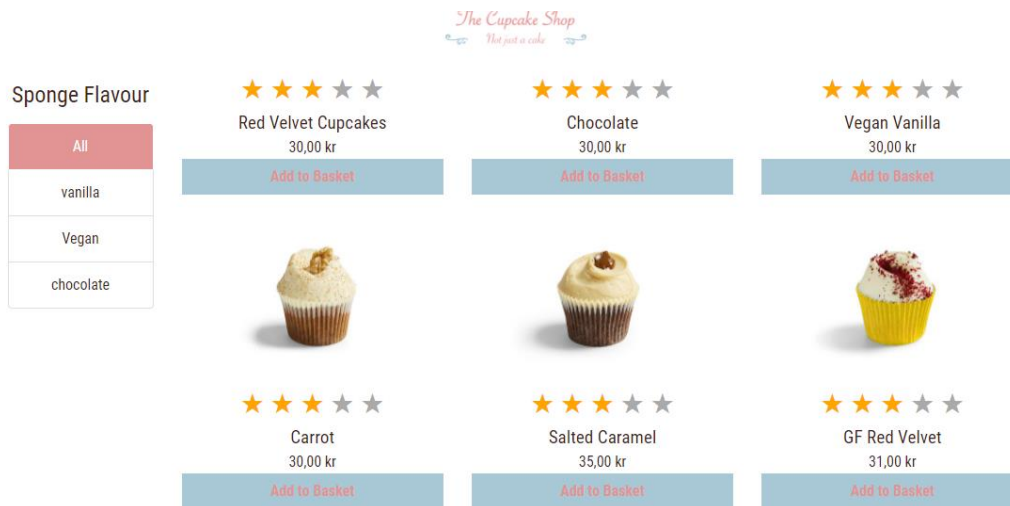 The Cupcake Shop
Not just a cake
Sponge Flavour
All
vanilla
Vegan
chocolate
Red Velvet Cupcakes
30,00 kr
Add to Basket
Chocolate
30,00 kr
Add to Basket
Vegan Vanilla
30,00 kr
Add to Basket
Carrot
30,00 kr
Add to Basket
Salted Caramel
35,00 kr
Add to Basket
GF Red Velvet
31,00 kr
Add to Basket